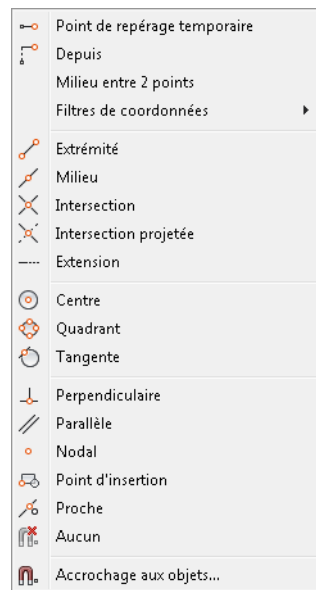 Point de repérage temporaire
Depuis
Milieu entre 2 points
Filtres de coordonnées
Extrémité
Milieu
Intersection
Intersection projetée
Extension
Centre
Quadrant
Tangente
Perpendiculaire
Parallèle
Nodal
Point d'insertion
Proche
Aucun
Accrochage aux objets...